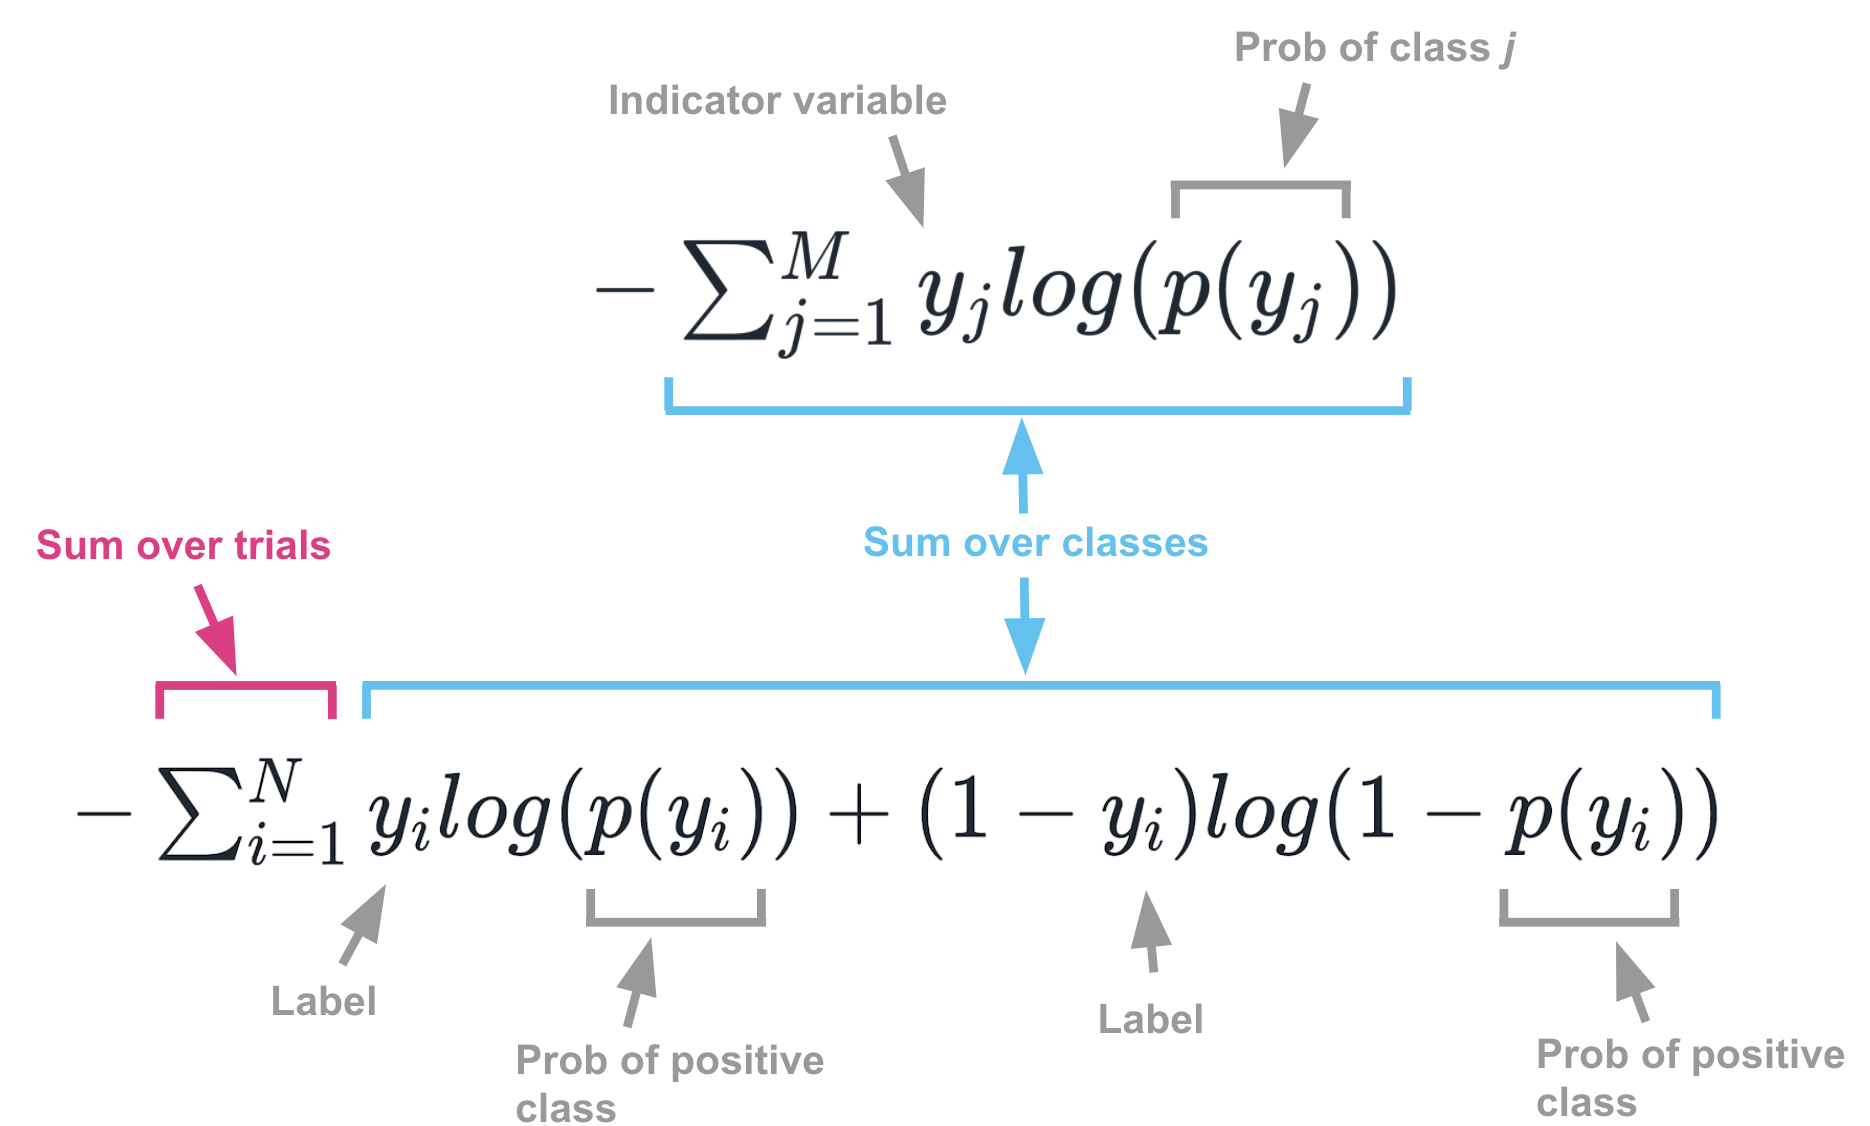 Prob of class j
Indicator variable
−∑_{j=1}^{M} y_j log(p(y_j))
Sum over trials
Sum over classes
−∑_{i=1}^{N} y_i log(p(y_i)) + (1 − y_i)log(1 − p(y_i))
Label
Prob of positive
class
Label
Prob of positive
class